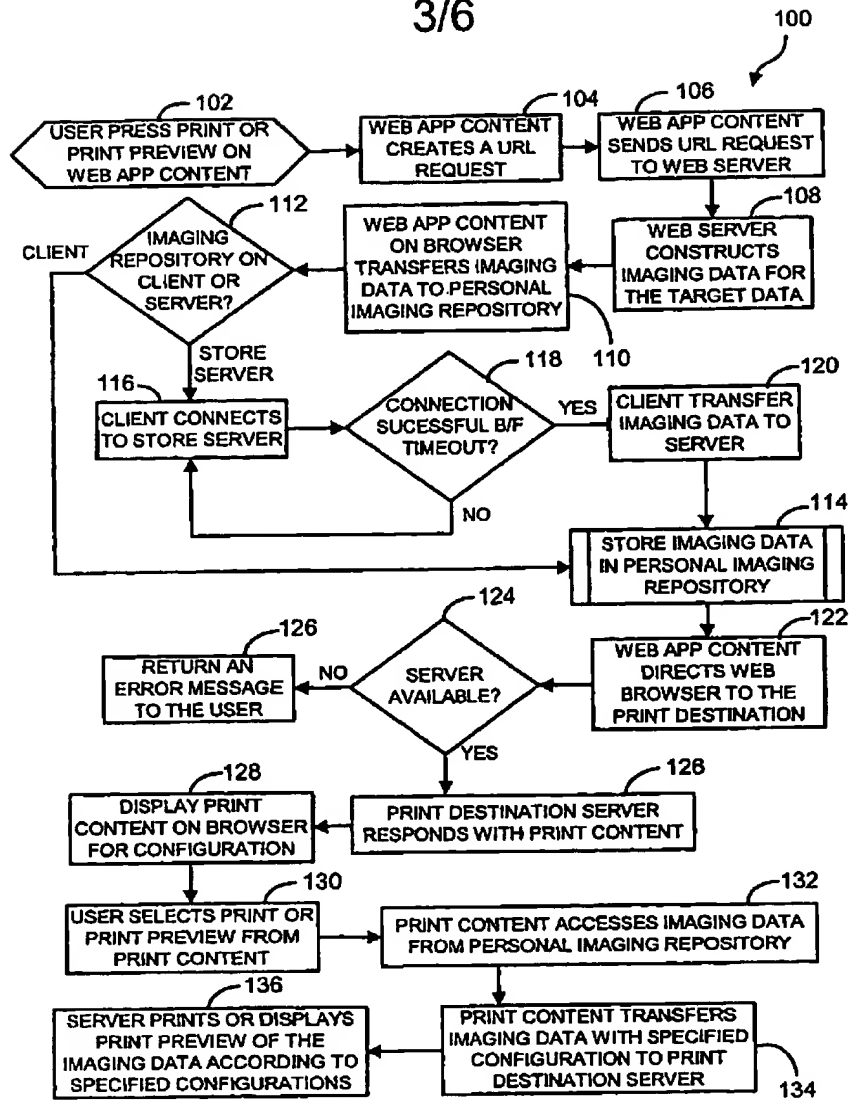 3/6
100
102
USER PRESS PRINT OR
PRINT PREVIEW ON
WEB APP CONTENT
104
WEB APP CONTENT
CREATES A URL
REQUEST
106
WEB APP CONTENT
SENDS URL REQUEST
TO WEB SERVER
108
WEB SERVER
CONSTRUCTS
IMAGING DATA FOR
THE TARGET DATA
WEB APP CONTENT
ON BROWSER
TRANSFERS IMAGING
DATA TO PERSONAL
IMAGING REPOSITORY
110
112
IMAGING
REPOSITORY ON
CLIENT OR
SERVER?
CLIENT
STORE
SERVER
116
CLIENT CONNECTS
TO STORE SERVER
118
CONNECTION
SUCESSFUL B/F
TIMEOUT?
YES
NO
120
CLIENT TRANSFER
IMAGING DATA TO
SERVER
114
STORE IMAGING DATA
IN PERSONAL IMAGING
REPOSITORY
122
WEB APP CONTENT
DIRECTS WEB
BROWSER TO THE
PRINT DESTINATION
124
SERVER
AVAILABLE?
NO
YES
126
RETURN AN
ERROR MESSAGE
TO THE USER
126
PRINT DESTINATION SERVER
RESPONDS WITH PRINT CONTENT
128
DISPLAY PRINT
CONTENT ON BROWSER
FOR CONFIGURATION
130
USER SELECTS PRINT OR
PRINT PREVIEW FROM
PRINT CONTENT
132
PRINT CONTENT ACCESSES IMAGING DATA
FROM PERSONAL IMAGING REPOSITORY
PRINT CONTENT TRANSFERS
IMAGING DATA WITH SPECIFIED
CONFIGURATION TO PRINT
DESTINATION SERVER
134
136
SERVER PRINTS OR DISPLAYS
PRINT PREVIEW OF THE
IMAGING DATA ACCORDING TO
SPECIFIED CONFIGURATIONS